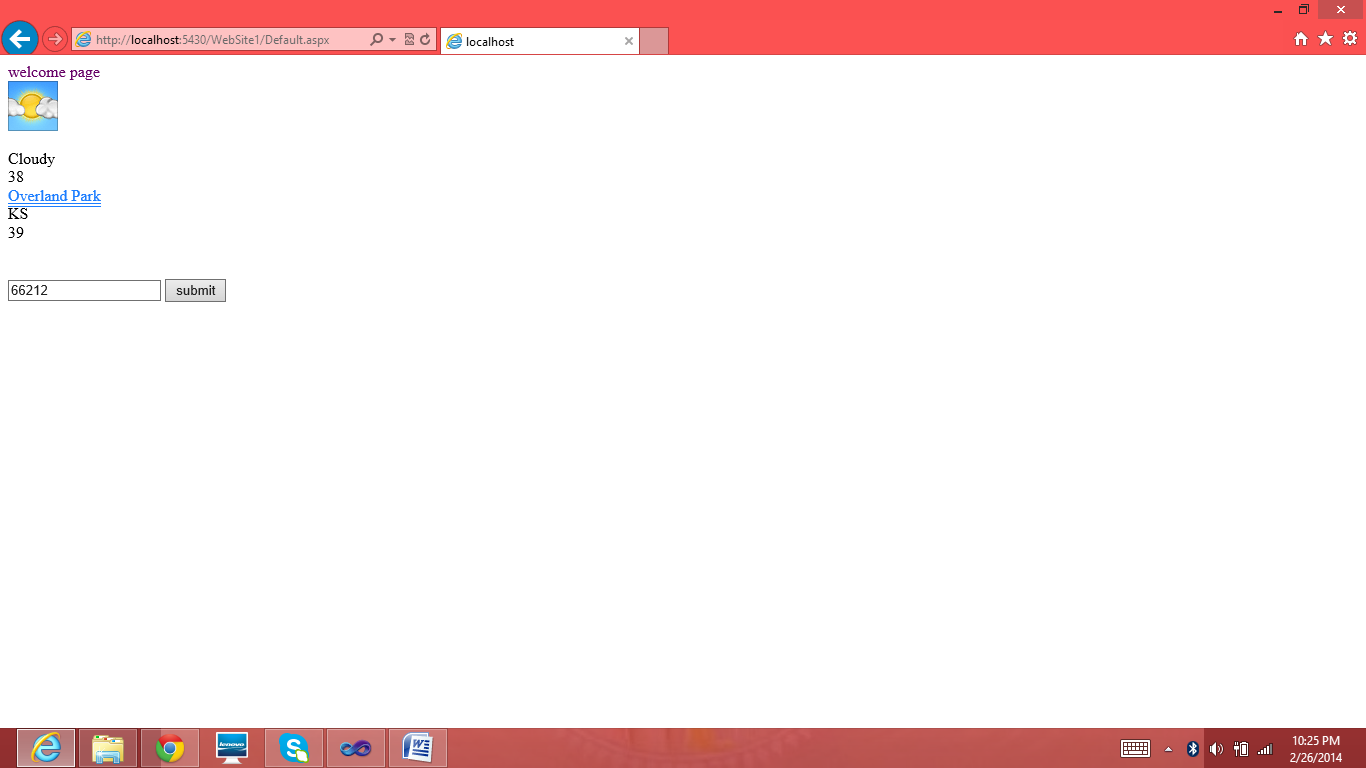 http://localhost:5430/WebSite1/Default.aspx
localhost
welcome page
Cloudy
38
Overland Park
KS
39
66212
submit
lenovo
10:25 PM
2/26/2014